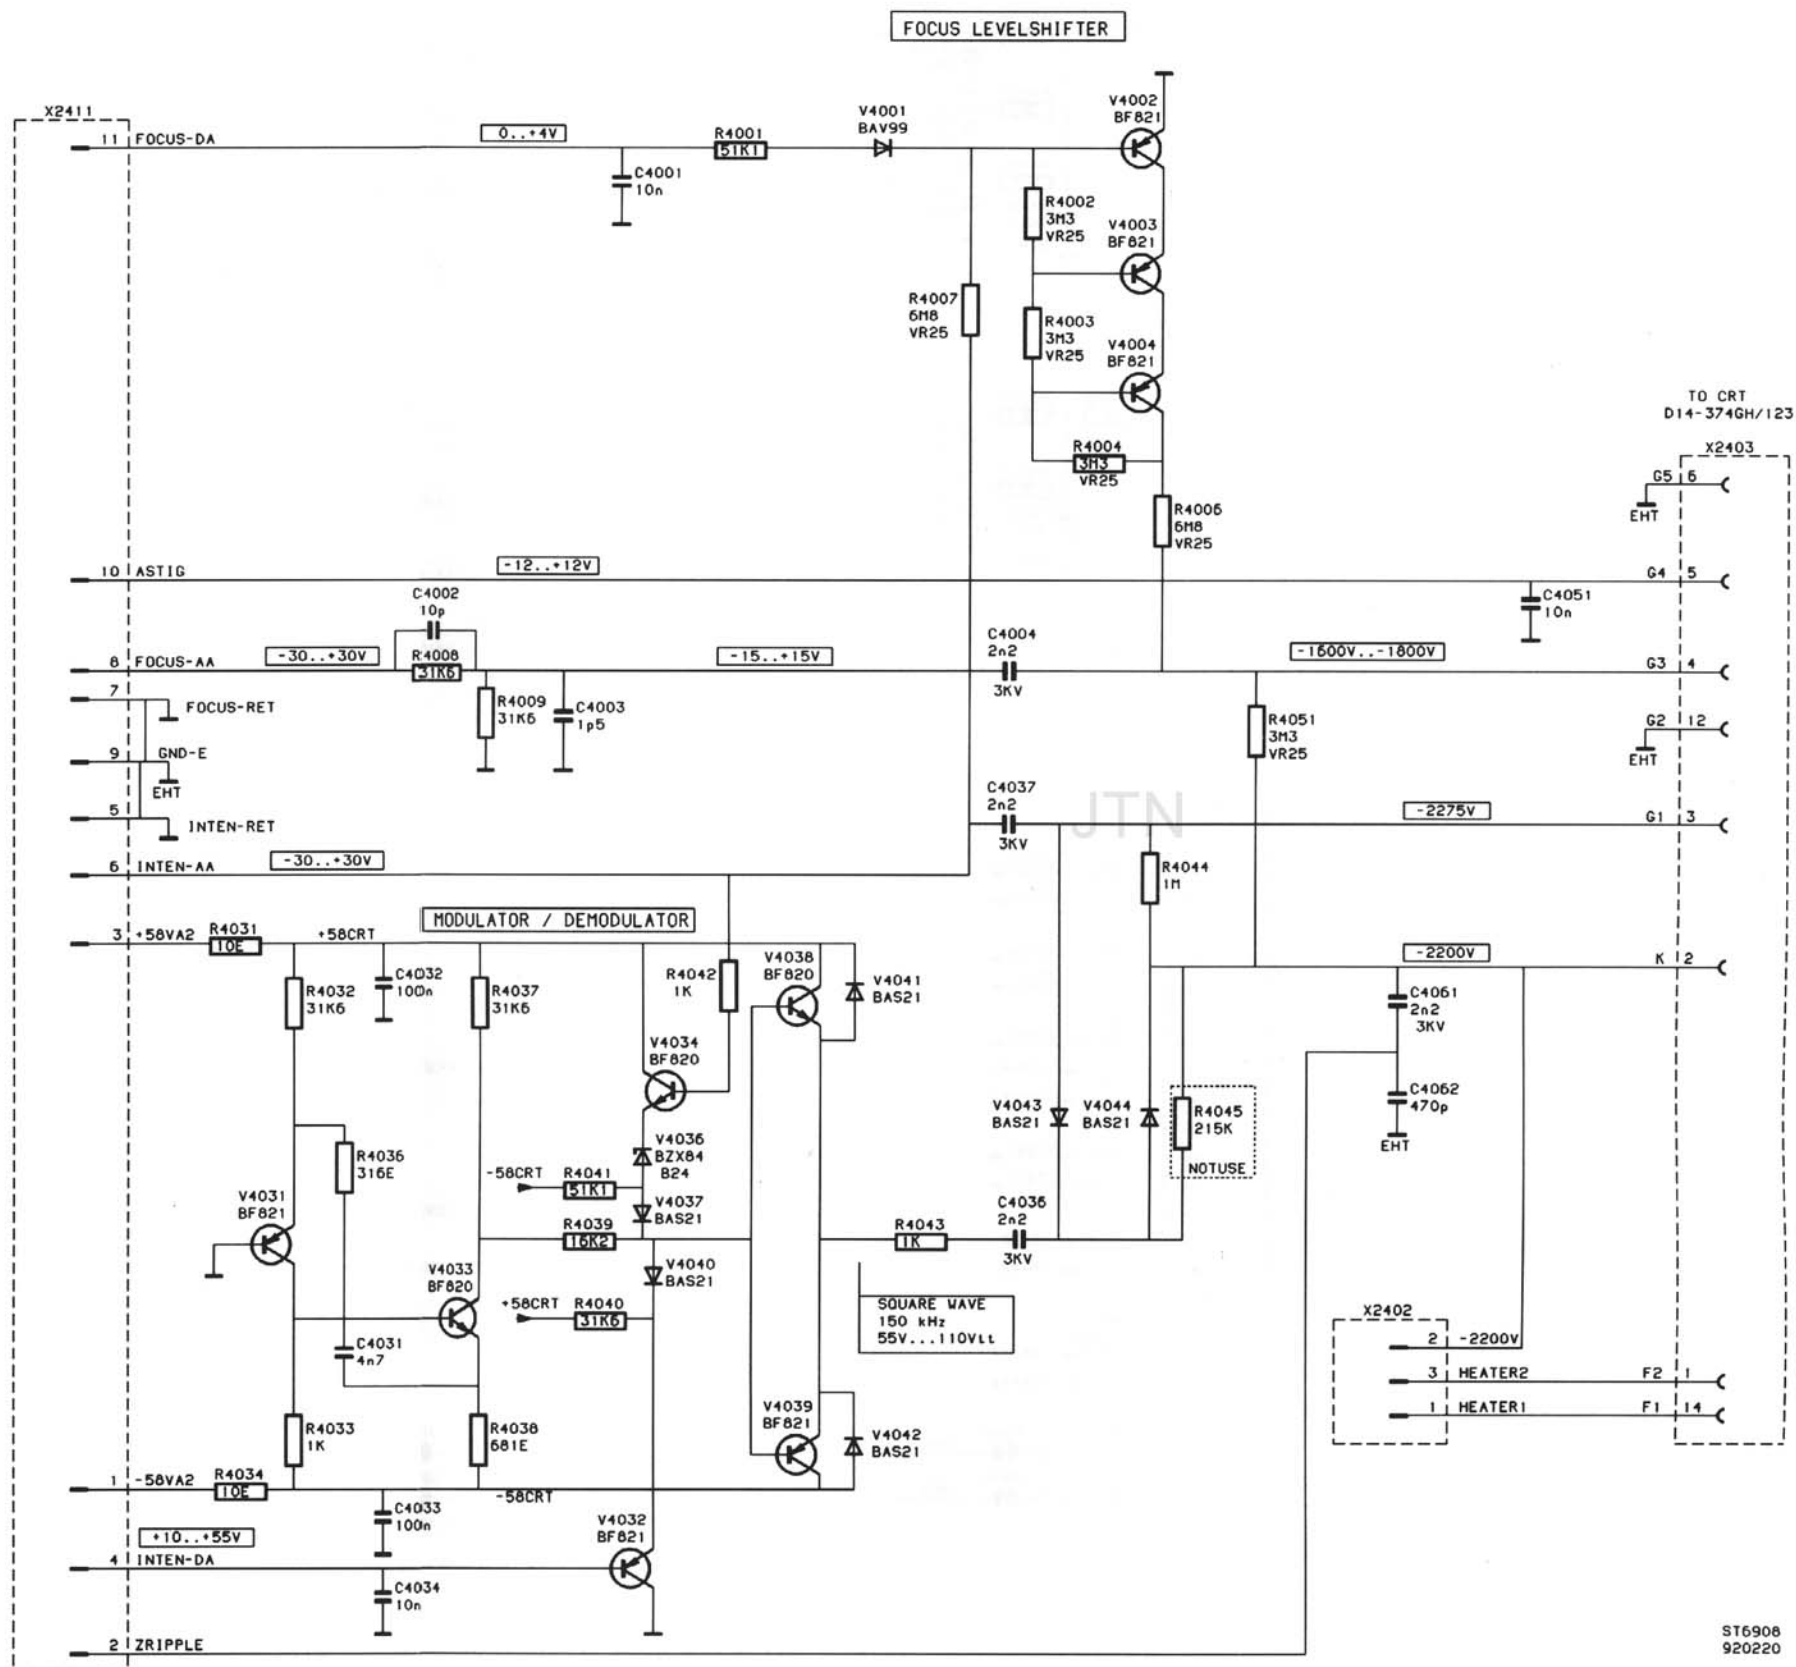 FOCUS LEVELSHIFTER
X2411
11 FOCUS-DA
0..+4V
R4001
51K1
V4001
BAV99
V4002
BF821
C4001
10n
R4002
3M3
VR25
V4003
BF821
R4007
6M8
VR25
R4003
3M3
VR25
V4004
BF821
R4004
3M3
VR25
R4006
6M8
VR25
TO CRT
D14-374GH/123
X2403
G5 6
EHT
10 ASTIG
-12..+12V
G4 5
C4051
10n
C4002
10p
8 FOCUS-AA
-30..+30V
R4008
31K6
-15..+15V
C4004
2n2
3KV
-1600V..-1800V
G3 4
7
FOCUS-RET
R4009
31K6
C4003
1p5
R4051
3M3
VR25
G2 12
EHT
9 GND-E
EHT
5
INTEN-RET
C4037
2n2
3KV
JTN
-2275V
G1 3
6 INTEN-AA
-30..+30V
R4044
1M
MODULATOR / DEMODULATOR
3 +58VA2
R4031
10E
+58CRT
-2200V
K 2
R4032
31K6
C4032
100n
R4037
31K6
R4042
1K
V4038
BF820
V4041
BAS21
C4061
2n2
3KV
V4034
BF820
C4062
470p
EHT
V4043
BAS21
V4044
BAS21
R4045
215K
NOTUSE
R4036
316E
V4036
BZX84
B24
-58CRT
R4041
51K1
V4037
BAS21
V4031
BF821
R4039
16K2
R4043
1K
C4036
2n2
3KV
V4033
BF820
V4040
BAS21
+58CRT
R4040
31K6
SQUARE WAVE
150 kHz
55V...110Vtt
C4031
4n7
X2402
2 -2200V
3 HEATER2
F2 1
1 HEATER1
F1 14
R4033
1K
R4038
681E
V4039
BF821
V4042
BAS21
1 -58VA2
R4034
10E
-58CRT
C4033
100n
+10..+55V
V4032
BF821
4 INTEN-DA
C4034
10n
2 ZRIPPLE
ST6908
920220